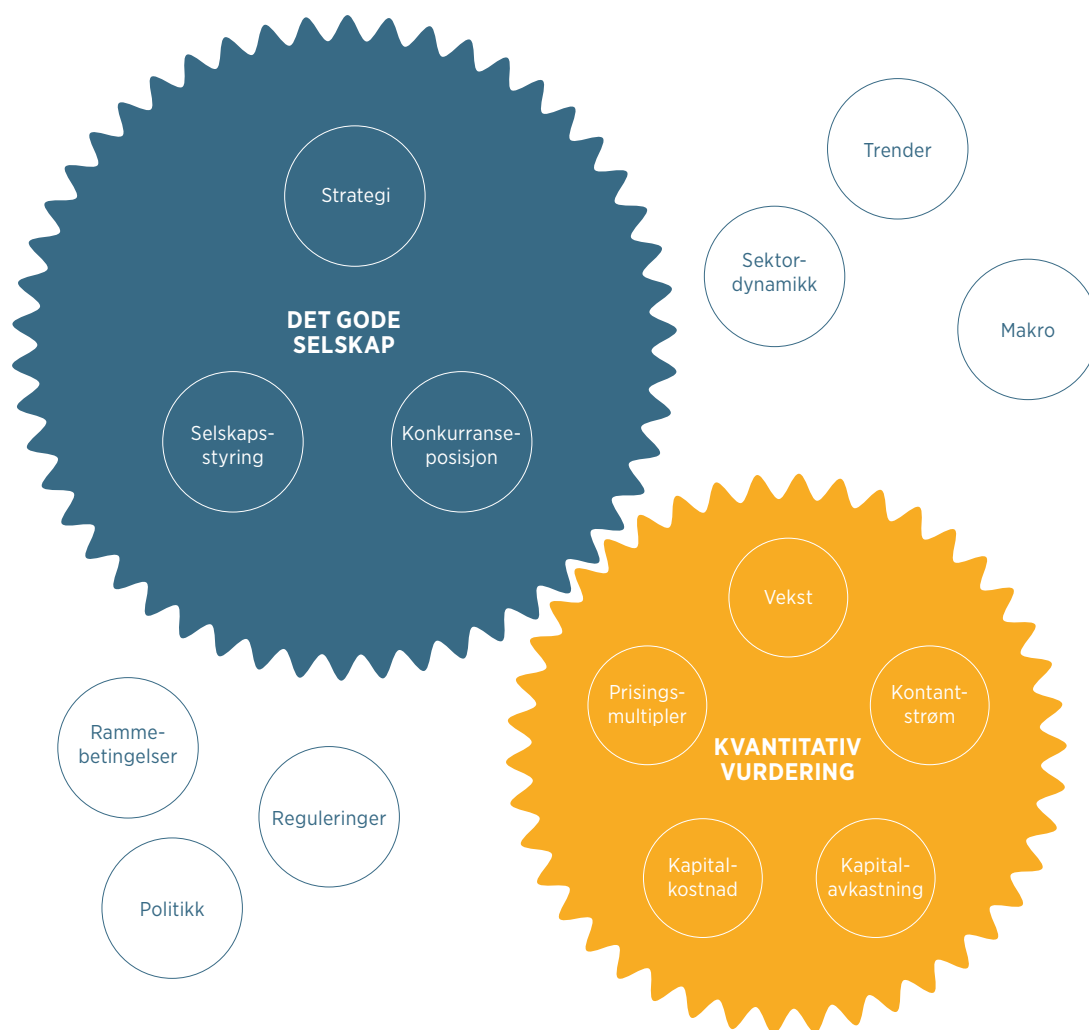 Strategi
DET GODE
SELSKAP
Selskaps-
styring
Konkurranse-
posisjon
Trender
Sektor-
dynamikk
Makro
Vekst
Prisings-
multipler
Kontant-
strøm
KVANTITATIV
VURDERING
Kapital-
kostnad
Kapital-
avkastning
Ramme-
betingelser
Reguleringer
Politikk